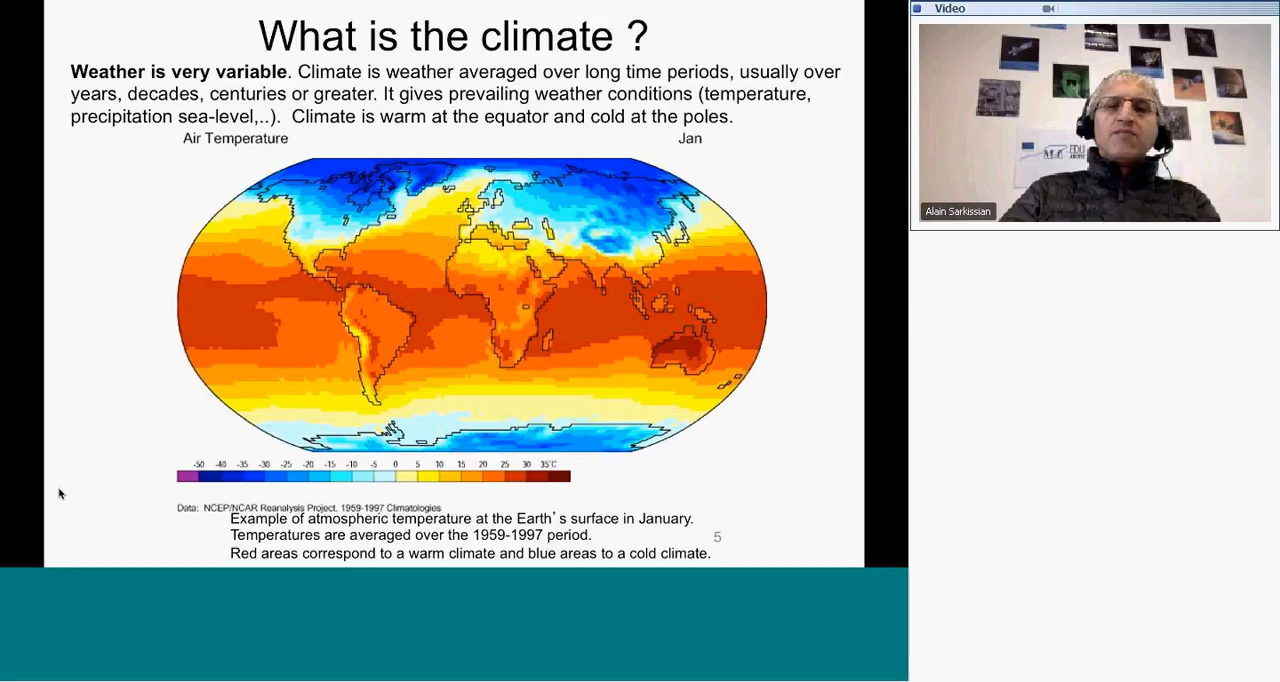 What is the climate ?
Weather is very variable. Climate is weather averaged over long time periods, usually over
years, decades, centuries or greater. It gives prevailing weather conditions (temperature,
precipitation sea-level,..). Climate is warm at the equator and cold at the poles.
Air Temperature
Jan
-50 -40 -35 -30 -25 -20 -15 -10 -5 0 5 10 15 20 25 30 35°C
Data: NCEP/NCAR Reanalysis Project, 1959-1997 Climatologies
Example of atmospheric temperature at the Earth's surface in January.
Temperatures are averaged over the 1959-1997 period.
5
Red areas correspond to a warm climate and blue areas to a cold climate.
Video
EDU
ARCTIC
Alain Sarkissian